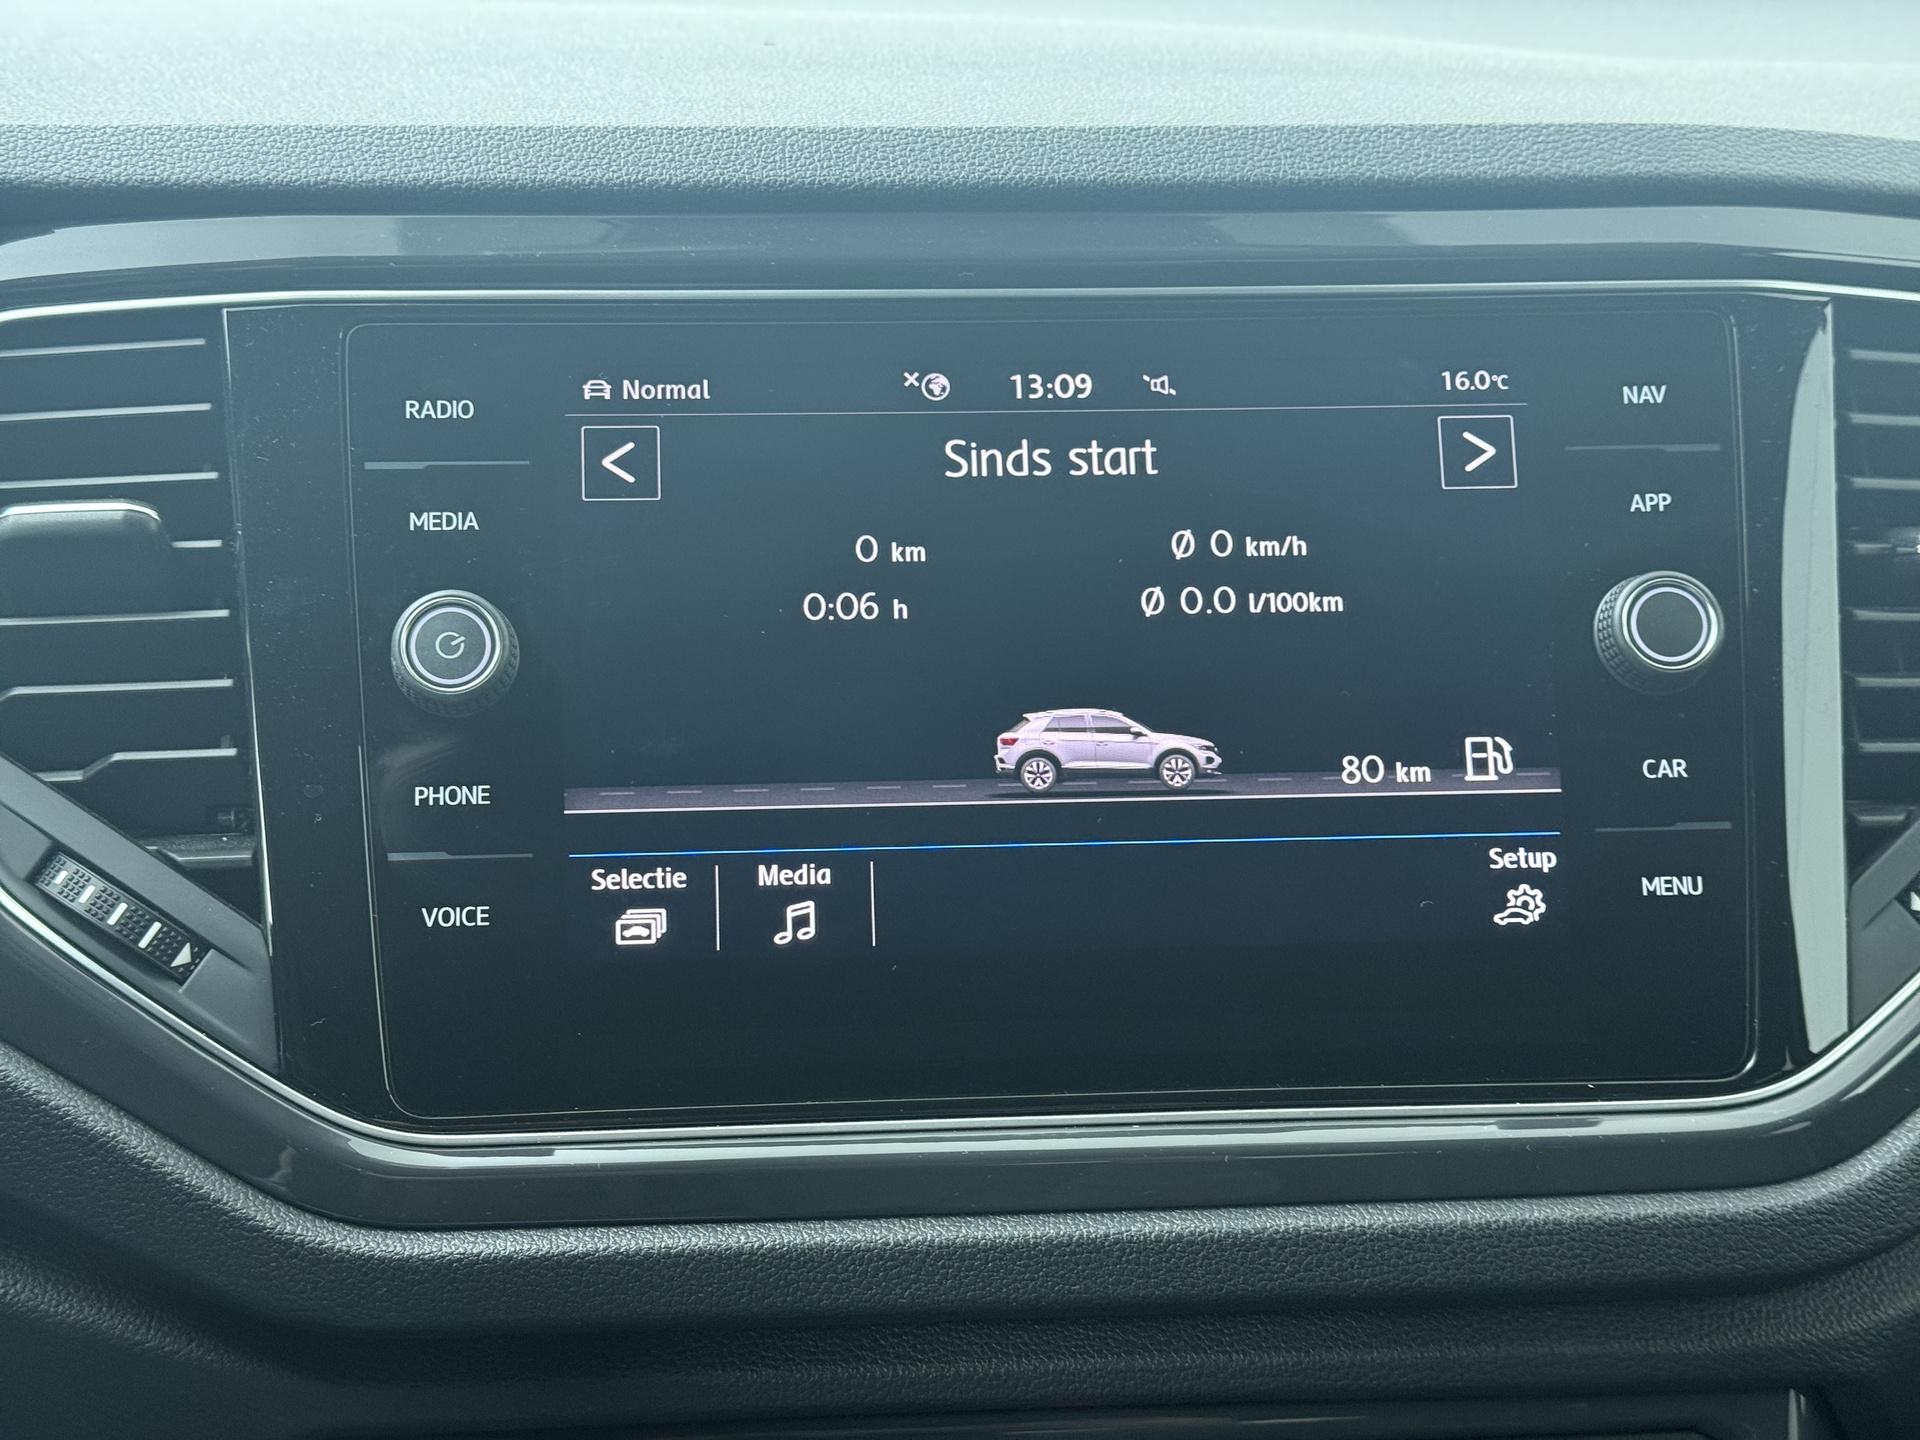 RADIO
MEDIA
PHONE
VOICE
Normal 13:09 16.0°C
< Sinds start >
0 km Ø 0 km/h
0:06 h Ø 0.0 l/100km
80 km
Selectie Media Setup
NAV
APP
CAR
MENU